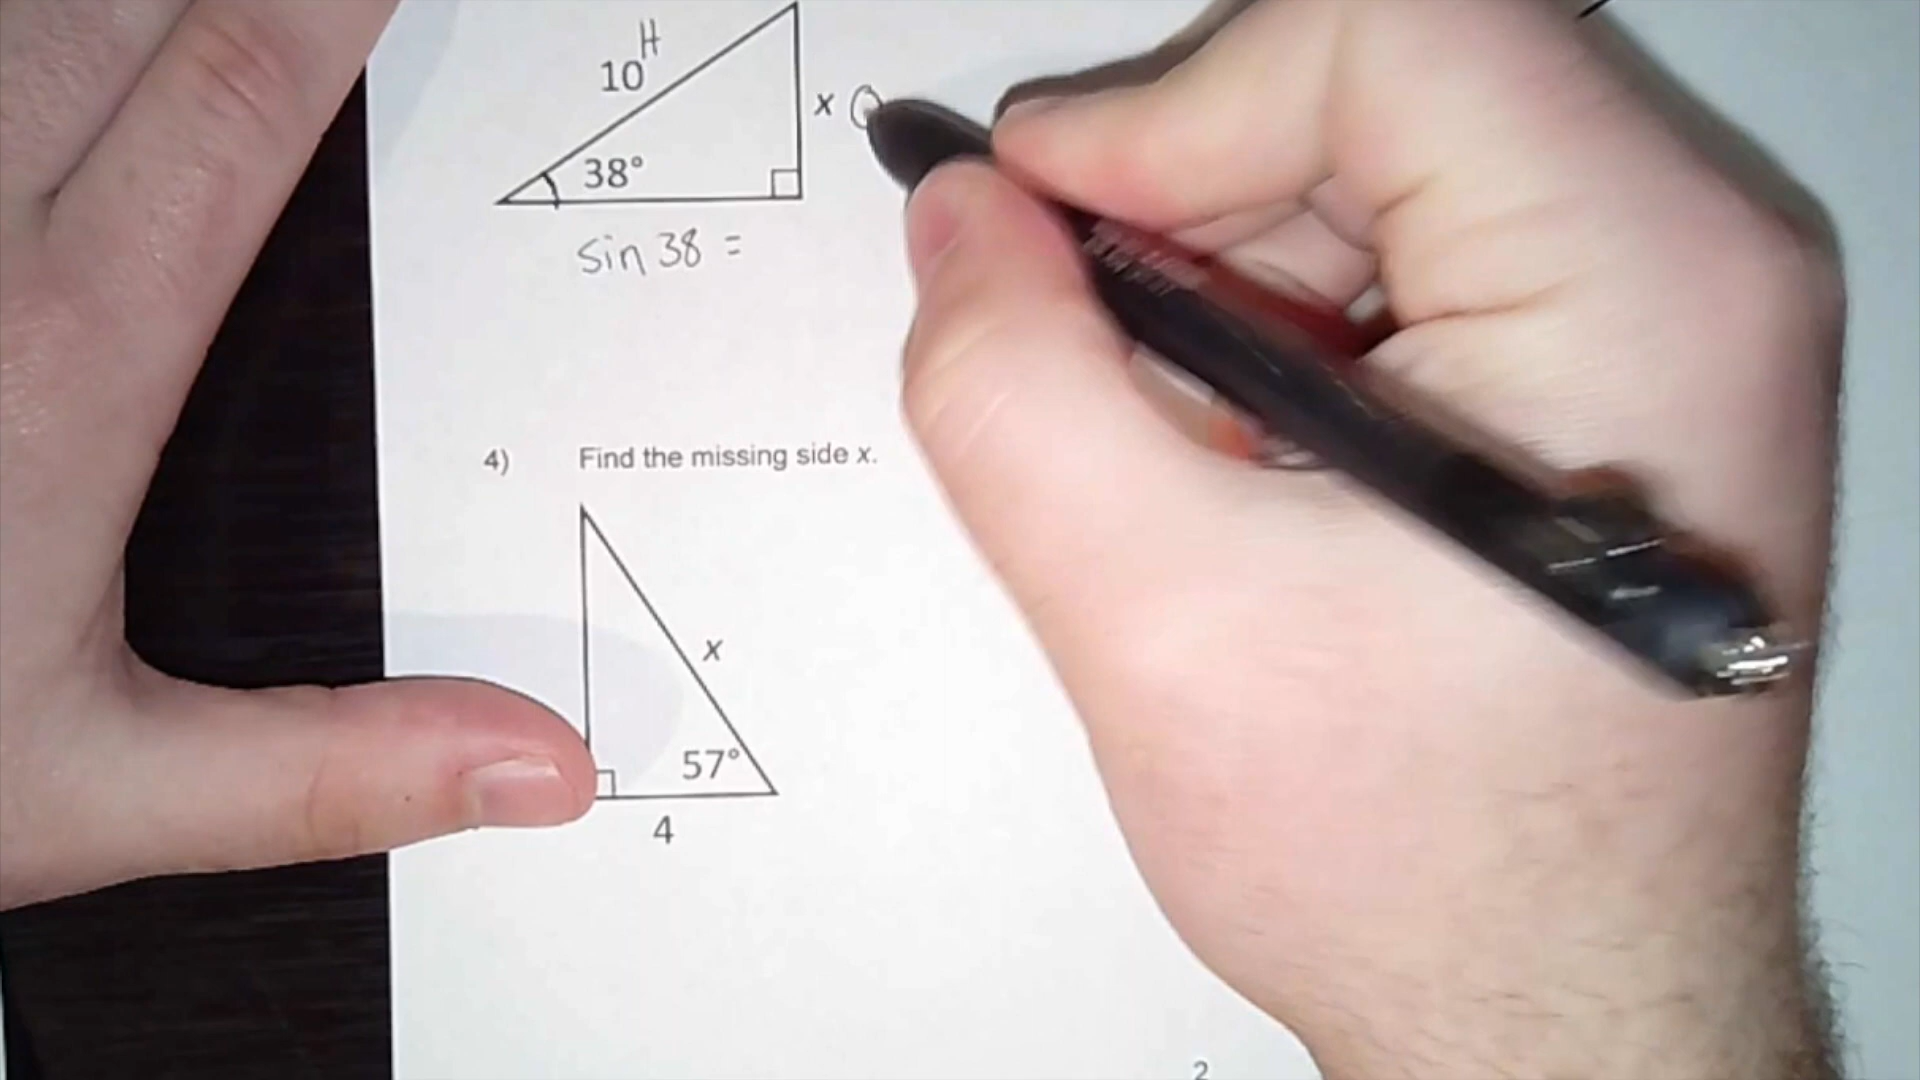 H
10
x O
38°
sin 38 =
4) Find the missing side x.
x
57°
4
2